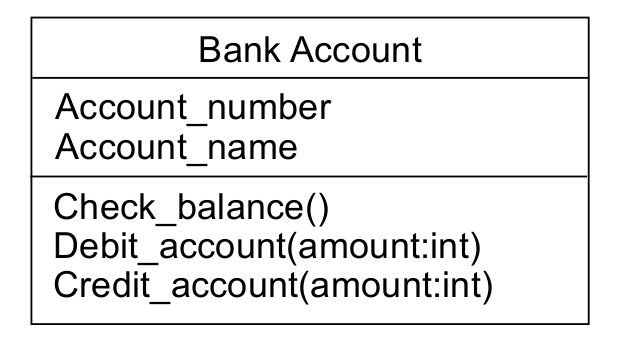 Bank Account
Account_number
Account_name
Check_balance()
Debit_account(amount:int)
Credit_account(amount:int)